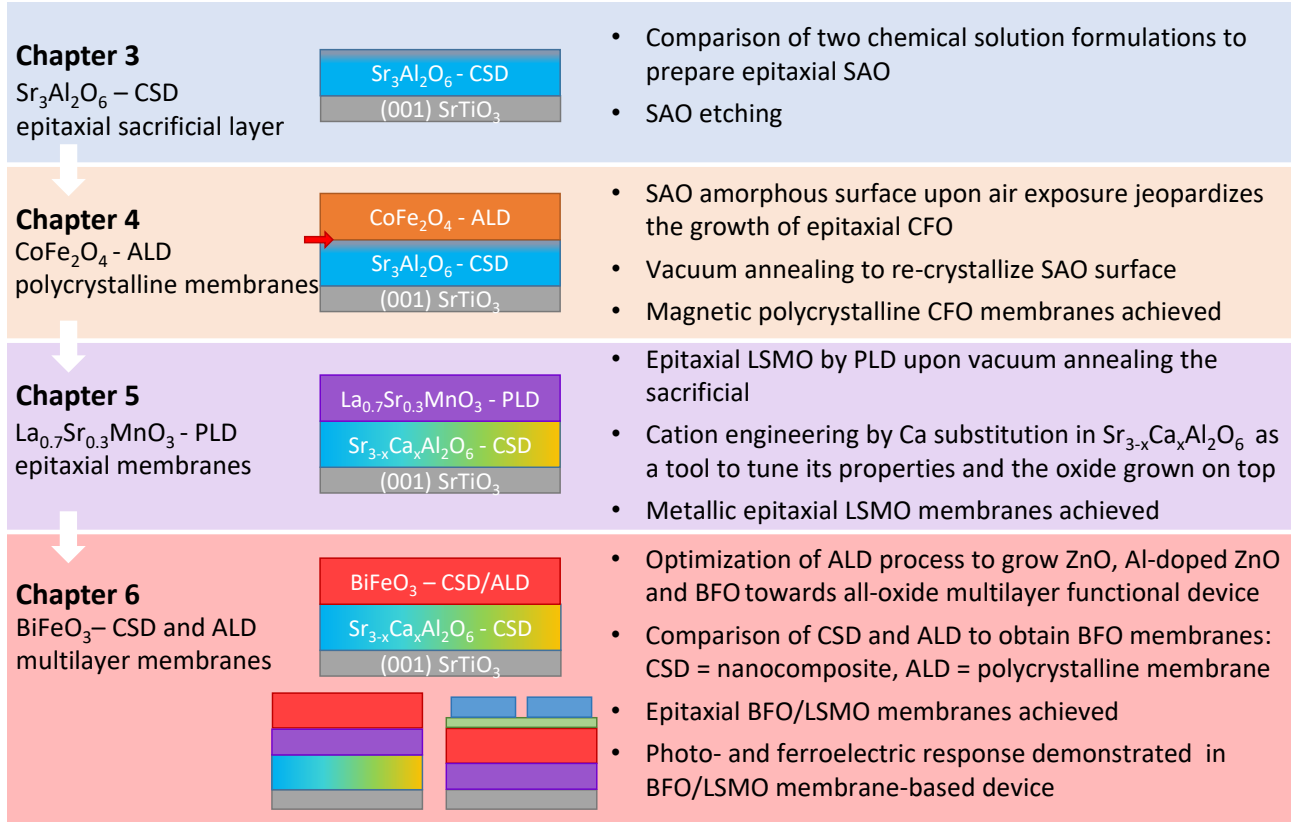 Chapter 3
Sr₃Al₂O₆ – CSD
epitaxial sacrificial layer
Sr₃Al₂O₆ - CSD
(001) SrTiO₃
• Comparison of two chemical solution formulations to
prepare epitaxial SAO
• SAO etching
Chapter 4
CoFe₂O₄ - ALD
polycrystalline membranes
CoFe₂O₄ - ALD
Sr₃Al₂O₆ - CSD
(001) SrTiO₃
• SAO amorphous surface upon air exposure jeopardizes
the growth of epitaxial CFO
• Vacuum annealing to re-crystallize SAO surface
• Magnetic polycrystalline CFO membranes achieved
Chapter 5
La₀.₇Sr₀.₃MnO₃ - PLD
epitaxial membranes
La₀.₇Sr₀.₃MnO₃ - PLD
Sr₃₋ₓCaₓAl₂O₆ - CSD
(001) SrTiO₃
• Epitaxial LSMO by PLD upon vacuum annealing the
sacrificial
• Cation engineering by Ca substitution in Sr₃₋ₓCaₓAl₂O₆ as
a tool to tune its properties and the oxide grown on top
• Metallic epitaxial LSMO membranes achieved
Chapter 6
BiFeO₃– CSD and ALD
multilayer membranes
BiFeO₃ – CSD/ALD
Sr₃₋ₓCaₓAl₂O₆ - CSD
(001) SrTiO₃
• Optimization of ALD process to grow ZnO, Al-doped ZnO
and BFO towards all-oxide multilayer functional device
• Comparison of CSD and ALD to obtain BFO membranes:
CSD = nanocomposite, ALD = polycrystalline membrane
• Epitaxial BFO/LSMO membranes achieved
• Photo- and ferroelectric response demonstrated in
BFO/LSMO membrane-based device